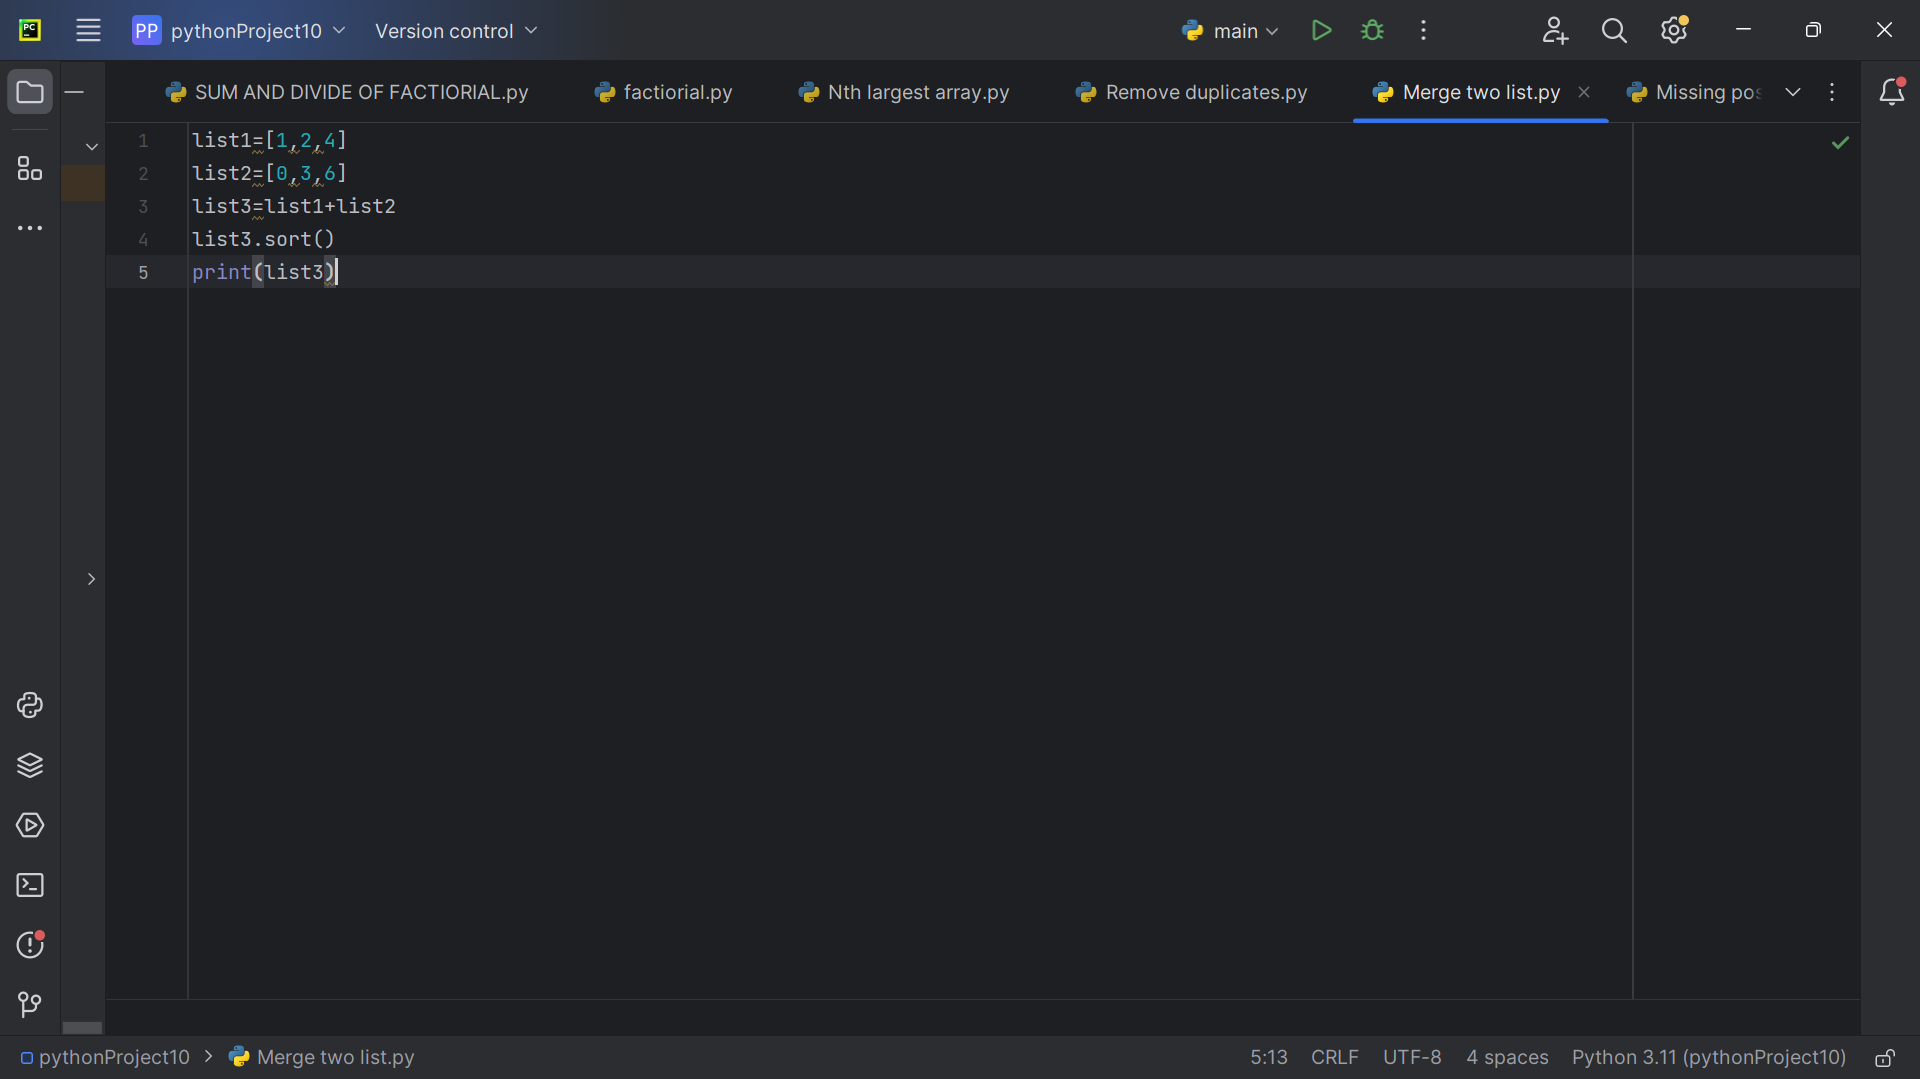 PC
PP pythonProject10 Version control main
SUM AND DIVIDE OF FACTIORIAL.py factiorial.py Nth largest array.py Remove duplicates.py Merge two list.py Missing pos
1 list1=[1,2,4]
2 list2=[0,3,6]
3 list3=list1+list2
4 list3.sort()
5 print(list3)
pythonProject10 > Merge two list.py 5:13 CRLF UTF-8 4 spaces Python 3.11 (pythonProject10)